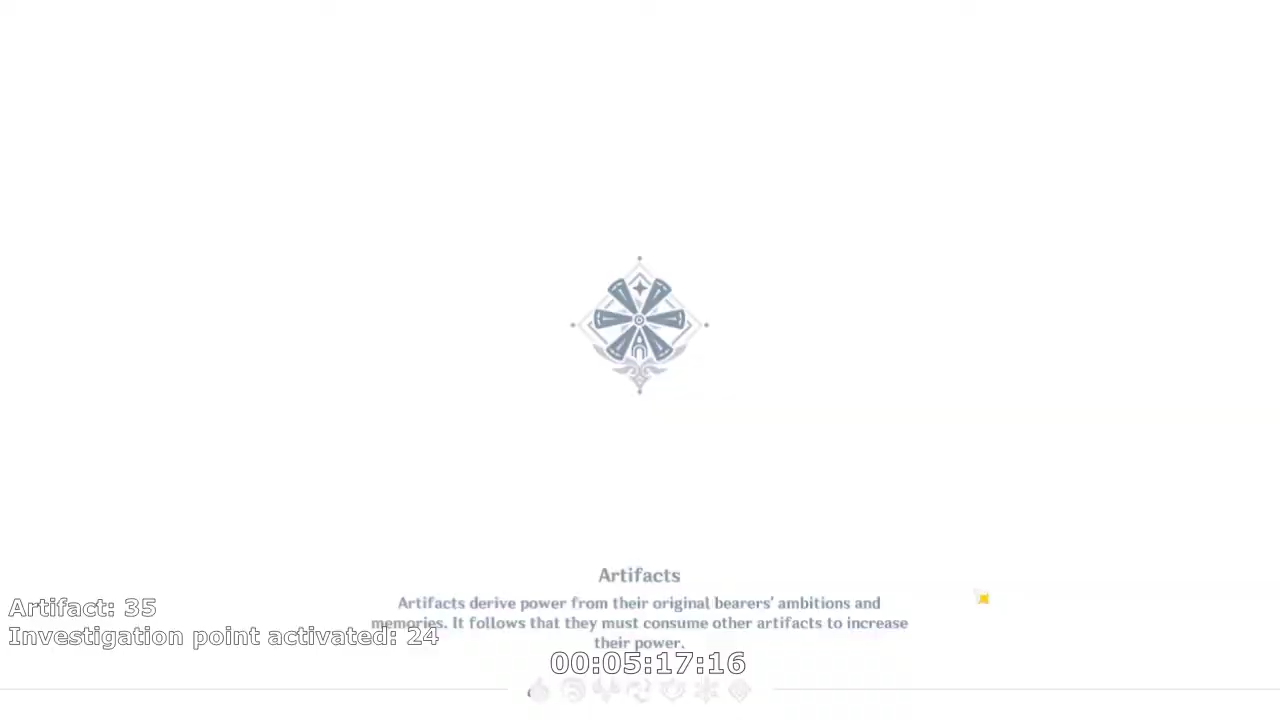 Artifacts
Artifacts derive power from their original bearers' ambitions and
memories. It follows that they must consume other artifacts to increase
their power.
Artifact: 35
Investigation point activated: 24
00:05:17:16